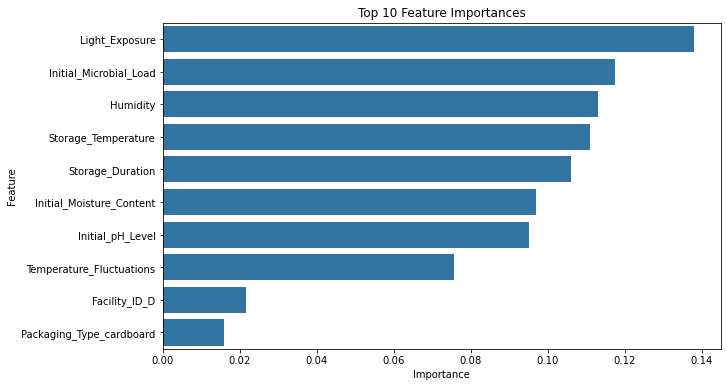 Top 10 Feature Importances
Feature
Light_Exposure
Initial_Microbial_Load
Humidity
Storage_Temperature
Storage_Duration
Initial_Moisture_Content
Initial_pH_Level
Temperature_Fluctuations
Facility_ID_D
Packaging_Type_cardboard
0.00 0.02 0.04 0.06 0.08 0.10 0.12 0.14
Importance